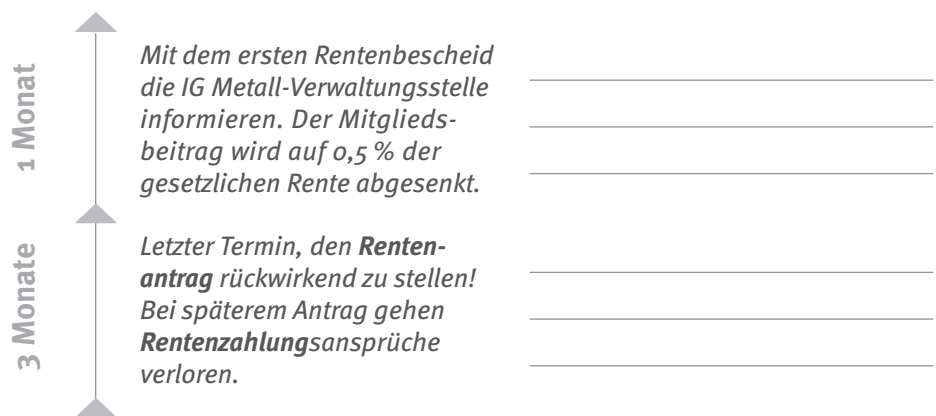 1 Monat
Mit dem ersten Rentenbescheid
die IG Metall-Verwaltungsstelle
informieren. Der Mitglieds-
beitrag wird auf 0,5 % der
gesetzlichen Rente abgesenkt.
3 Monate
Letzter Termin, den Renten-
antrag rückwirkend zu stellen!
Bei späterem Antrag gehen
Rentenzahlungsansprüche
verloren.